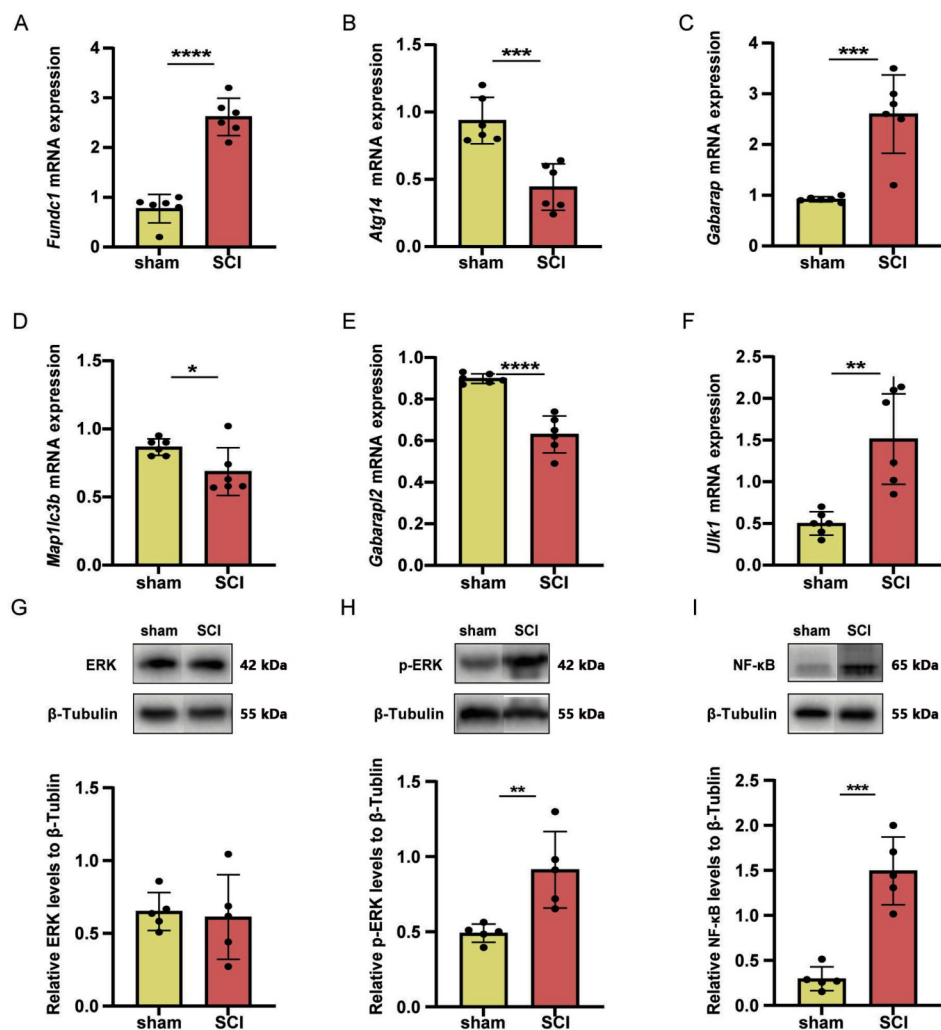 A
Fundc1 mRNA expression
4
3
2
1
0
****
sham
SCI
B
Atg14 mRNA expression
1.5
1.0
0.5
0.0
***
sham
SCI
C
Gabarap mRNA expression
4
3
2
1
0
***
sham
SCI
D
Map1lc3b mRNA expression
1.5
1.0
0.5
0.0
*
sham
SCI
E
Gabarapl2 mRNA expression
1.0
0.8
0.6
0.4
0.2
0.0
****
sham
SCI
F
Ulk1 mRNA expression
2.5
2.0
1.5
1.0
0.5
0.0
**
sham
SCI
G
sham SCI
ERK 42 kDa
β-Tubulin 55 kDa
Relative ERK levels to β-Tublin
1.5
1.0
0.5
0.0
sham
SCI
H
sham SCI
p-ERK 42 kDa
β-Tubulin 55 kDa
Relative p-ERK levels to β-Tublin
1.5
1.0
0.5
0.0
**
sham
SCI
I
sham SCI
NF-κB 65 kDa
β-Tubulin 55 kDa
Relative NF-κB levels to β-Tublin
2.5
2.0
1.5
1.0
0.5
0.0
***
sham
SCI